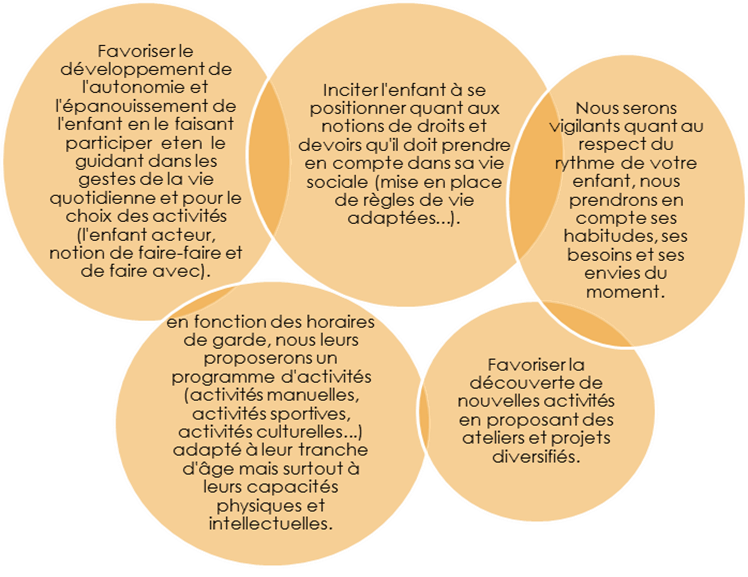 Favoriser le
développement de
l'autonomie et
l'épanouissement de
l'enfant en le faisant
participer et en le
guidant dans les
gestes de la vie
quotidienne et pour le
choix des activités
(l'enfant acteur,
notion de faire-faire et
de faire avec).
Inciter l'enfant à se
positionner quant aux
notions de droits et
devoirs qu'il doit prendre
en compte dans sa vie
sociale (mise en place
de règles de vie
adaptées...).
Nous serons
vigilants quant au
respect du
rythme de votre
enfant, nous
prendrons en
compte ses
habitudes, ses
besoins et ses
envies du
moment.
en fonction des horaires
de garde, nous leurs
proposerons un
programme d'activités
(activités manuelles,
activités sportives,
activités culturelles...)
adapté à leur tranche
d'âge mais surtout à
leurs capacités
physiques et
intellectuelles.
Favoriser la
découverte de
nouvelles activités
en proposant des
ateliers et projets
diversifiés.